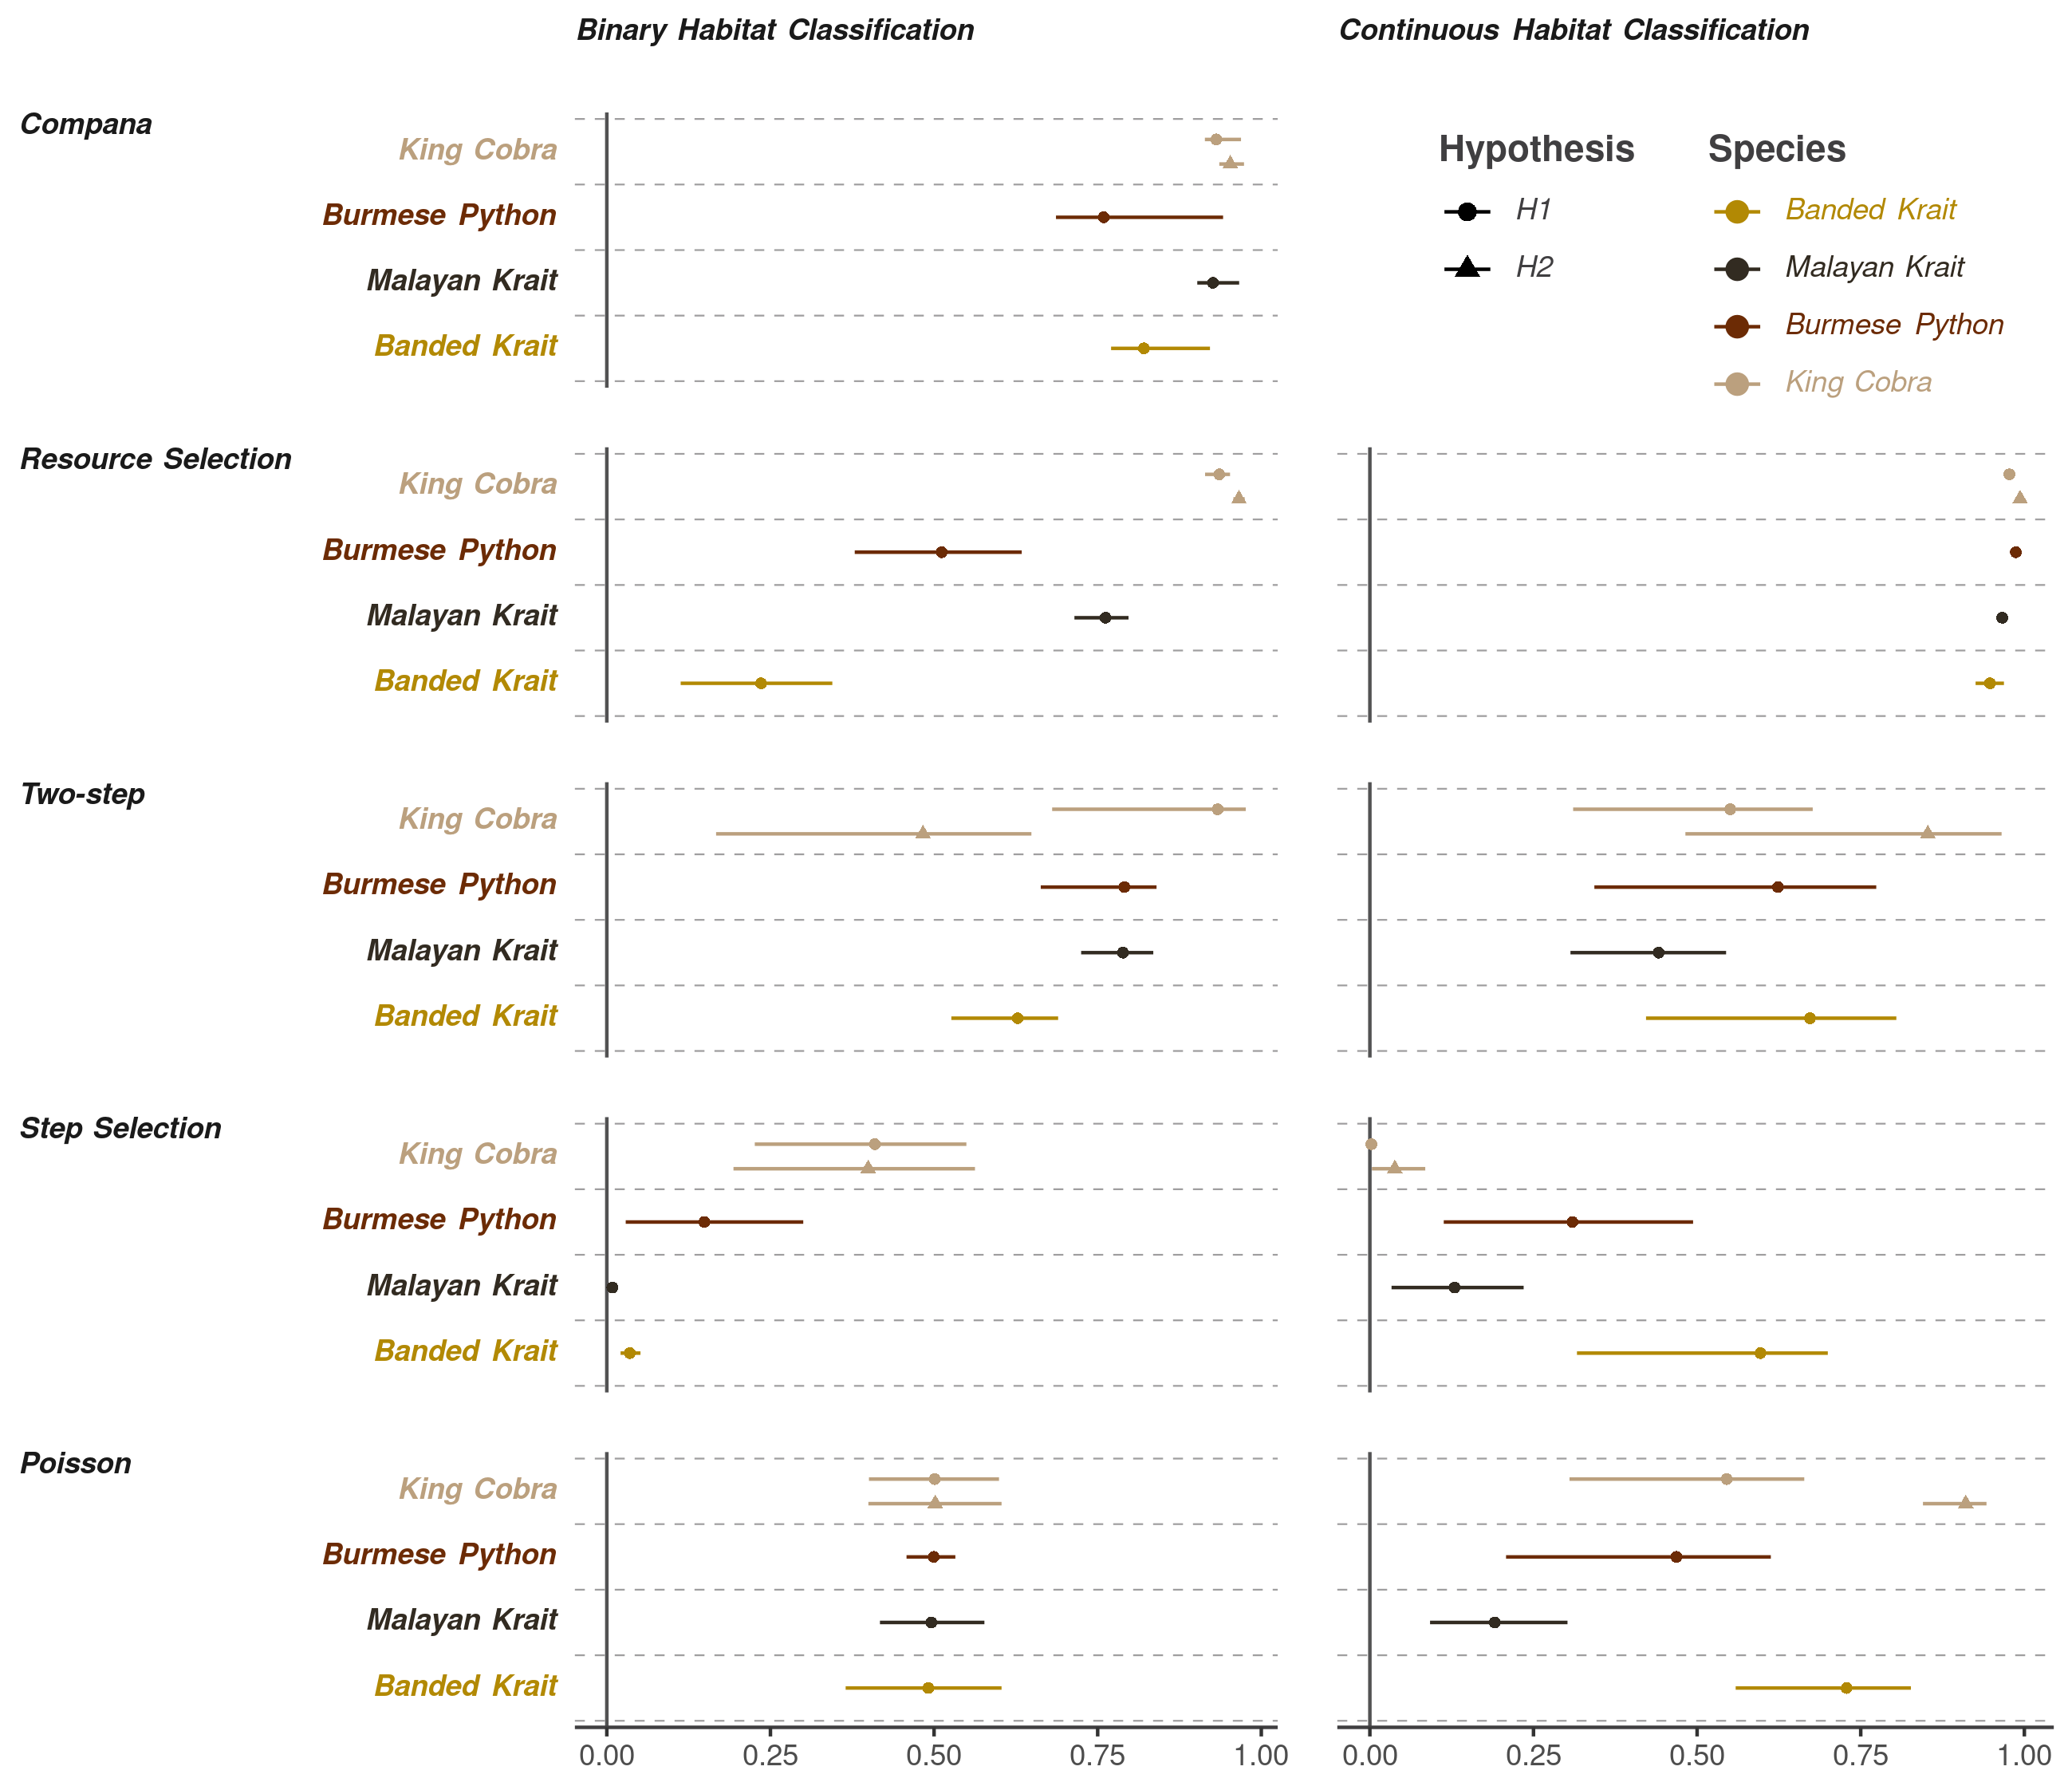 Binary Habitat Classification
Continuous Habitat Classification
Compana
King Cobra
Burmese Python
Malayan Krait
Banded Krait
Hypothesis
H1
H2
Species
Banded Krait
Malayan Krait
Burmese Python
King Cobra
Resource Selection
King Cobra
Burmese Python
Malayan Krait
Banded Krait
Two-step
King Cobra
Burmese Python
Malayan Krait
Banded Krait
Step Selection
King Cobra
Burmese Python
Malayan Krait
Banded Krait
Poisson
King Cobra
Burmese Python
Malayan Krait
Banded Krait
0.00 0.25 0.50 0.75 1.00
0.00 0.25 0.50 0.75 1.00